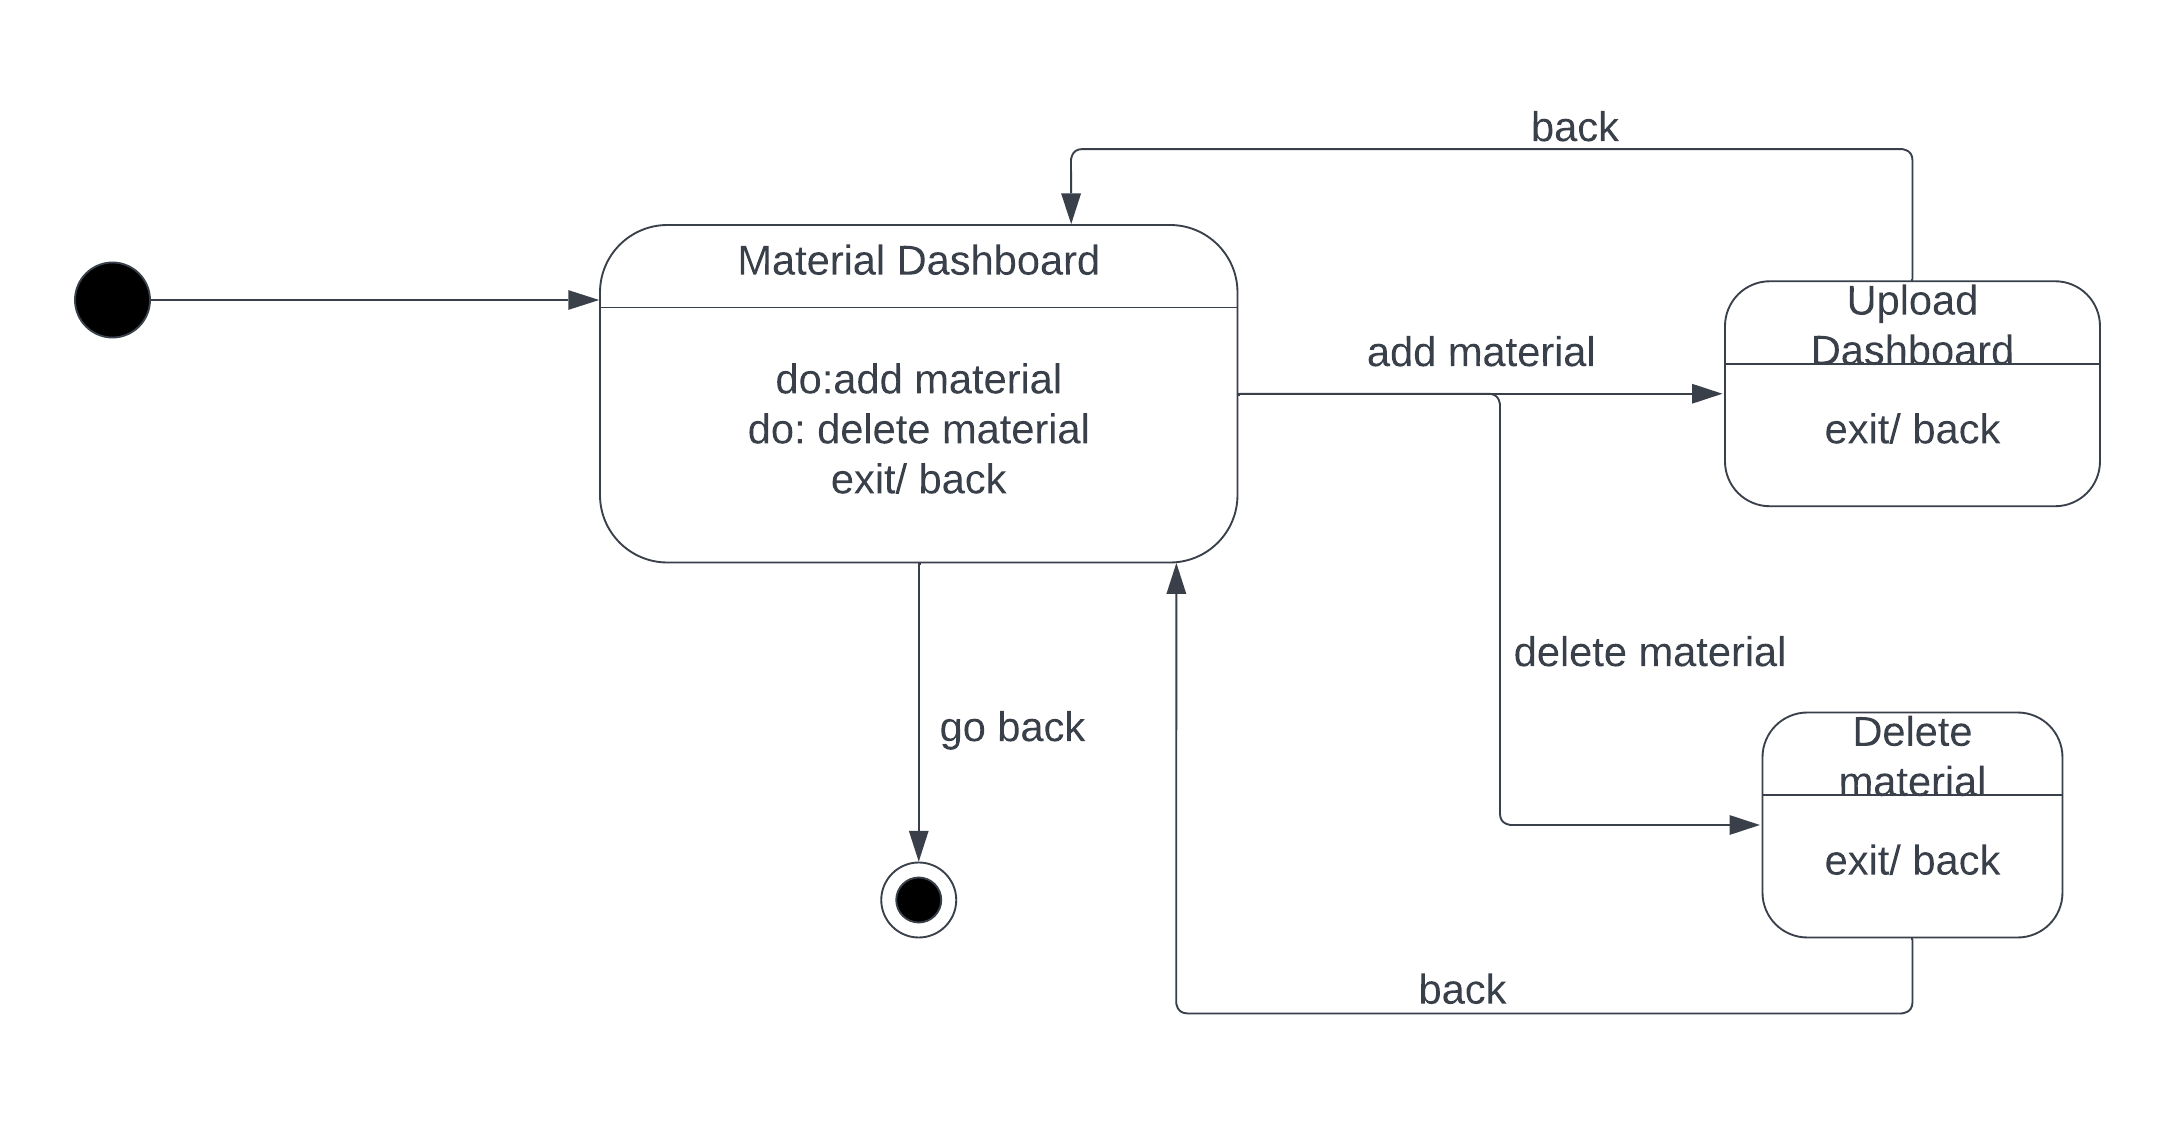 back
Material Dashboard
do:add material
do: delete material
exit/ back
add material
Upload
Dashboard
exit/ back
delete material
go back
Delete
material
exit/ back
back